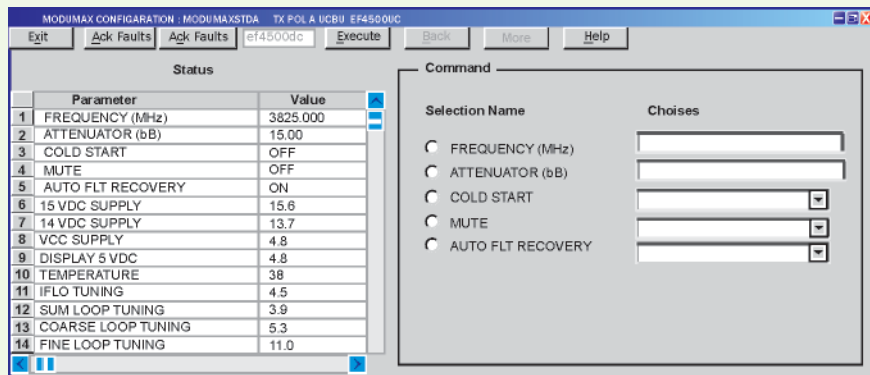 MODUMAX CONFIGARATION : MODUMAXSTDA TX POL A UCBU EF4500UC
Exit Ack Faults Ack Faults ef4500dc Execute Back More Help
Status
Parameter Value
1 FREQUENCY (MHz) 3825.000
2 ATTENUATOR (bB) 15.00
3 COLD START OFF
4 MUTE OFF
5 AUTO FLT RECOVERY ON
6 15 VDC SUPPLY 15.6
7 14 VDC SUPPLY 13.7
8 VCC SUPPLY 4.8
9 DISPLAY 5 VDC 4.8
10 TEMPERATURE 38
11 IFLO TUNING 4.5
12 SUM LOOP TUNING 3.9
13 COARSE LOOP TUNING 5.3
14 FINE LOOP TUNING 11.0
Command
Selection Name Choises
FREQUENCY (MHz)
ATTENUATOR (bB)
COLD START
MUTE
AUTO FLT RECOVERY